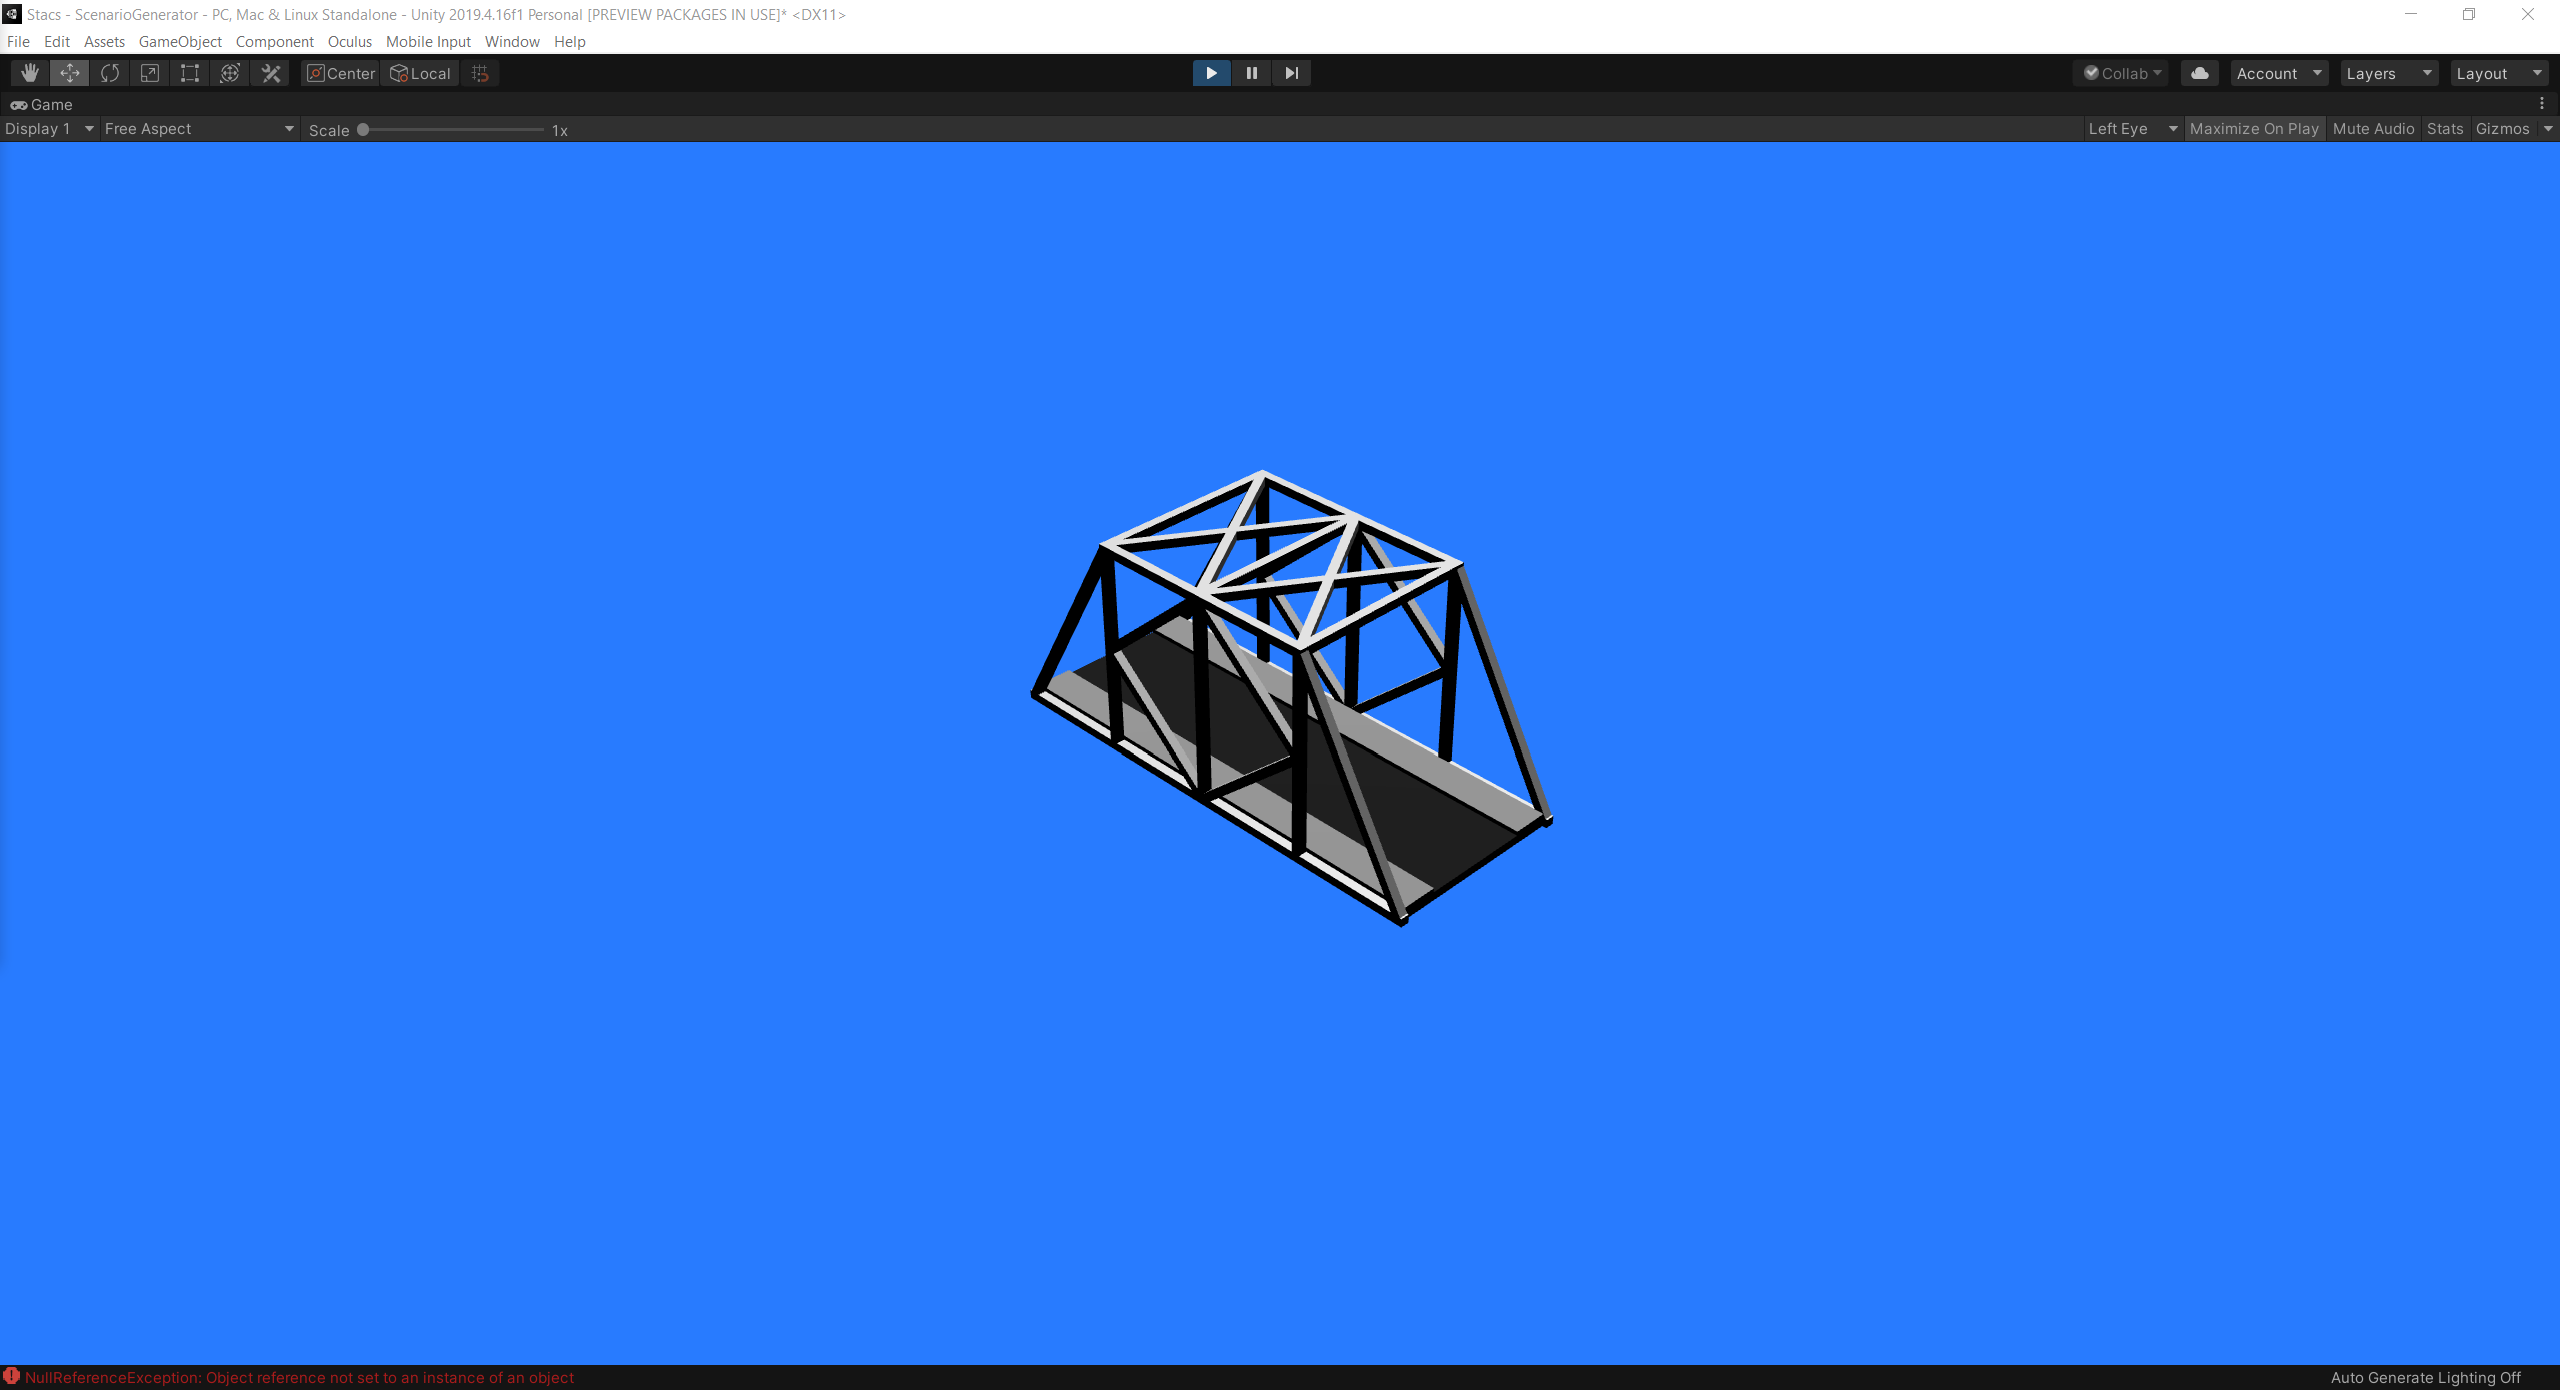 Stacs - ScenarioGenerator - PC, Mac & Linux Standalone - Unity 2019.4.16f1 Personal [PREVIEW PACKAGES IN USE]* <DX11>
File Edit Assets GameObject Component Oculus Mobile Input Window Help
Center Local Collab Account Layers Layout
Game
Display 1 Free Aspect Scale 1x Left Eye Maximize On Play Mute Audio Stats Gizmos
NullReferenceException: Object reference not set to an instance of an object Auto Generate Lighting Off